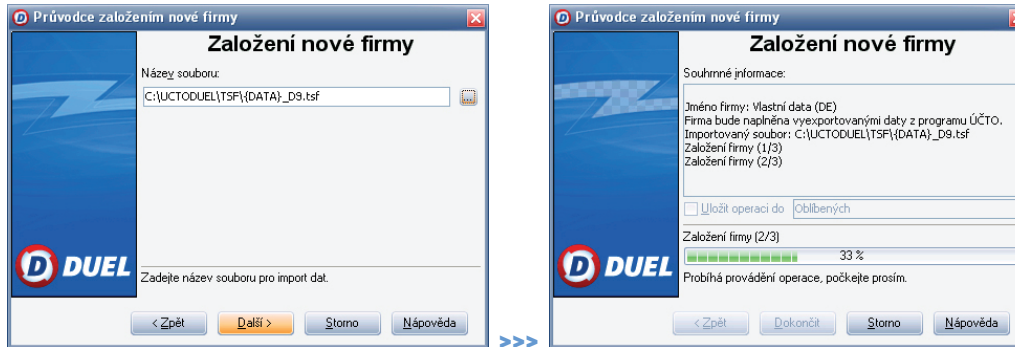 Průvodce založením nové firmy
Založení nové firmy
Název souboru:
C:\UCTODUEL\TSF\{DATA}_D9.tsf
...
D DUEL
Zadejte název souboru pro import dat.
< Zpět
Další >
Storno
Nápověda
>>>
Průvodce založením nové firmy
Založení nové firmy
Souhrnné informace:
Jméno firmy: Vlastní data (DE)
Firma bude naplněna vyexportovanými daty z programu ÚČTO.
Importovaný soubor: C:\UCTODUEL\TSF\{DATA}_D9.tsf
Založení firmy (1/3)
Založení firmy (2/3)
Uložit operaci do
Oblíbených
Založení firmy (2/3)
33 %
D DUEL
Probíhá provádění operace, počkejte prosím.
< Zpět
Dokončit
Storno
Nápověda